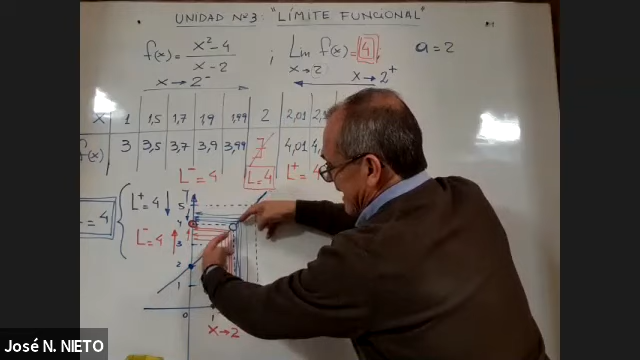 UNIDAD Nº3: "LÍMITE FUNCIONAL"
f(x) = x²-4 / x-2 ; Lím f(x) = 4 ; a = 2
x→2
x→2⁻ x→2⁺
x 1 1,5 1,7 1,9 1,99 2 2,01
f(x) 3 3,5 3,7 3,9 3,99 ∄ 4,01
L⁻=4 L=4 L⁺=4
L⁺=4
L⁻=4
=4
5
4
3
2
1
0
x→2
José N. NIETO